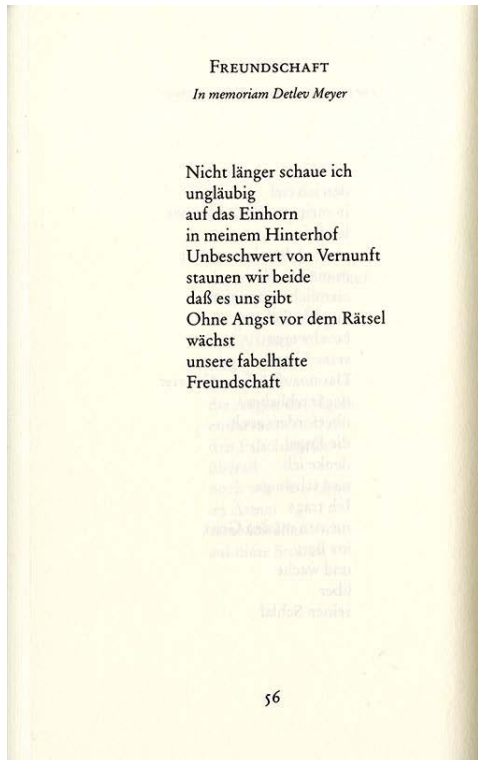 FREUNDSCHAFT
In memoriam Detlev Meyer
Nicht länger schaue ich
ungläubig
auf das Einhorn
in meinem Hinterhof
Unbeschwert von Vernunft
staunen wir beide
daß es uns gibt
Ohne Angst vor dem Rätsel
wächst
unsere fabelhafte
Freundschaft
56